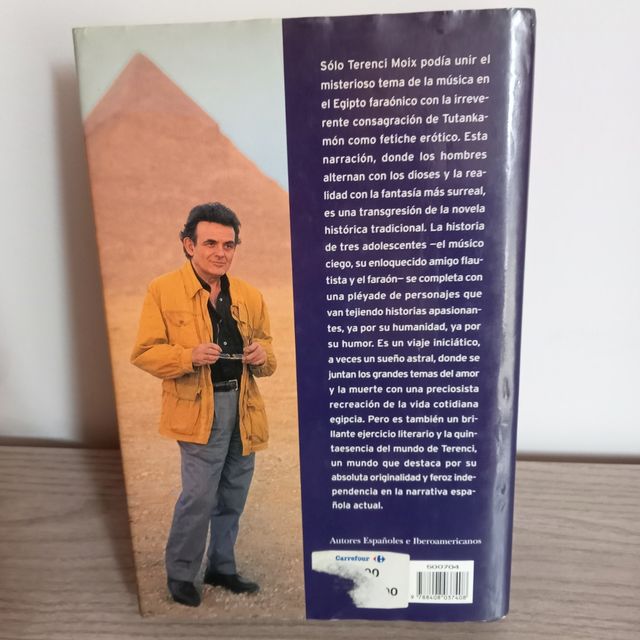 Sólo Terenci Moix podía unir el
misterioso tema de la música en
el Egipto faraónico con la irreve-
rente consagración de Tutanka-
món como fetiche erótico. Esta
narración, donde los hombres
alternan con los dioses y la rea-
lidad con la fantasía más surreal,
es una transgresión de la novela
histórica tradicional. La historia
de tres adolescentes —el músico
ciego, su enloquecido amigo flau-
tista y el faraón— se completa con
una pléyade de personajes que
van tejiendo historias apasionan-
tes, ya por su humanidad, ya por
su humor. Es un viaje iniciático,
a veces un sueño astral, donde se
juntan los grandes temas del amor
y la muerte con una preciosista
recreación de la vida cotidiana
egipcia. Pero es también un bri-
llante ejercicio literario y la quin-
taesencia del mundo de Terenci,
un mundo que destaca por su
absoluta originalidad y feroz inde-
pendencia en la narrativa espa-
ñola actual.
Autores Españoles e Iberoamericanos
Carrefour
500704
9 788408 037408